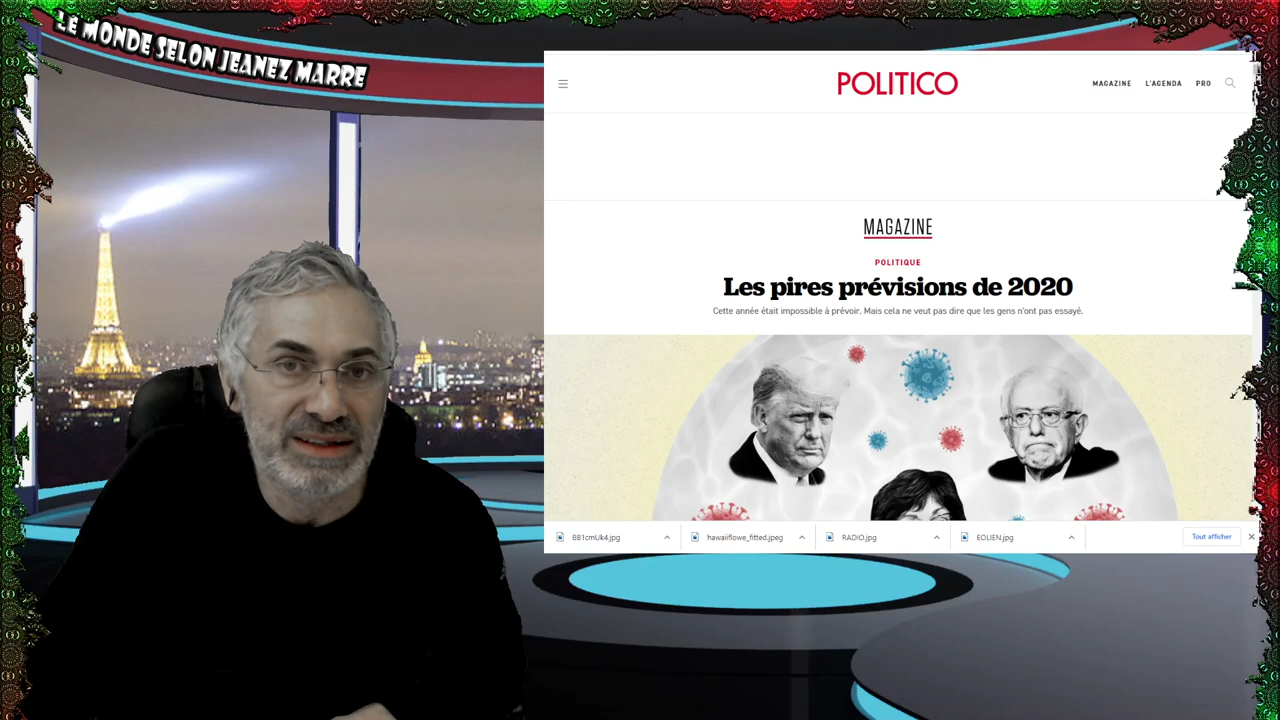 LE MONDE SELON JEANEZ MARRE
POLITICO
MAGAZINE L'AGENDA PRO
MAGAZINE
POLITIQUE
Les pires prévisions de 2020
Cette année était impossible à prévoir. Mais cela ne veut pas dire que les gens n'ont pas essayé.
8B1cmUk4.jpg hawaiiflowe_fitted.jpeg RADIO.jpg EOLIEN.jpg Tout afficher